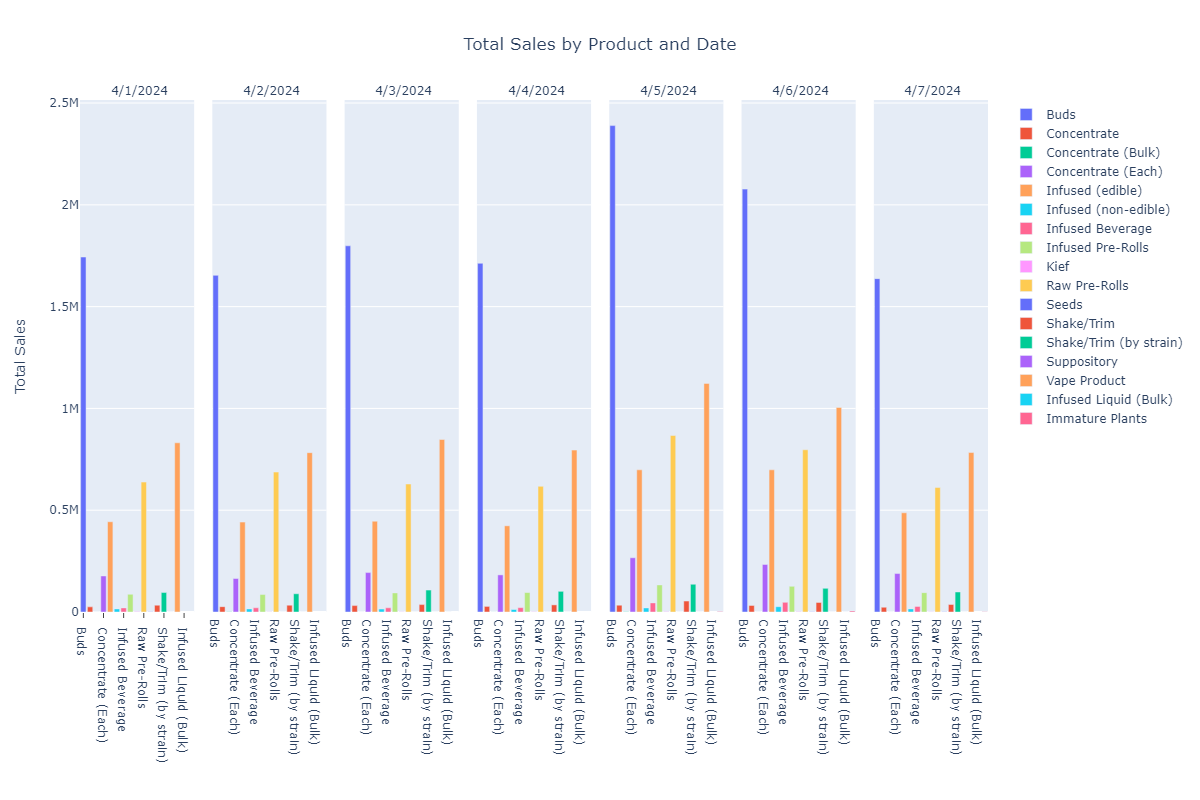 Total Sales by Product and Date
4/1/2024
4/2/2024
4/3/2024
4/4/2024
4/5/2024
4/6/2024
4/7/2024
2.5M
2M
1.5M
1M
0.5M
0
Total Sales
Buds
Concentrate (Each)
Infused Beverage
Raw Pre-Rolls
Shake/Trim (by strain)
Infused Liquid (Bulk)
Buds
Concentrate (Each)
Infused Beverage
Raw Pre-Rolls
Shake/Trim (by strain)
Infused Liquid (Bulk)
Buds
Concentrate (Each)
Infused Beverage
Raw Pre-Rolls
Shake/Trim (by strain)
Infused Liquid (Bulk)
Buds
Concentrate (Each)
Infused Beverage
Raw Pre-Rolls
Shake/Trim (by strain)
Infused Liquid (Bulk)
Buds
Concentrate (Each)
Infused Beverage
Raw Pre-Rolls
Shake/Trim (by strain)
Infused Liquid (Bulk)
Buds
Concentrate (Each)
Infused Beverage
Raw Pre-Rolls
Shake/Trim (by strain)
Infused Liquid (Bulk)
Buds
Concentrate (Each)
Infused Beverage
Raw Pre-Rolls
Shake/Trim (by strain)
Infused Liquid (Bulk)
Buds
Concentrate
Concentrate (Bulk)
Concentrate (Each)
Infused (edible)
Infused (non-edible)
Infused Beverage
Infused Pre-Rolls
Kief
Raw Pre-Rolls
Seeds
Shake/Trim
Shake/Trim (by strain)
Suppository
Vape Product
Infused Liquid (Bulk)
Immature Plants